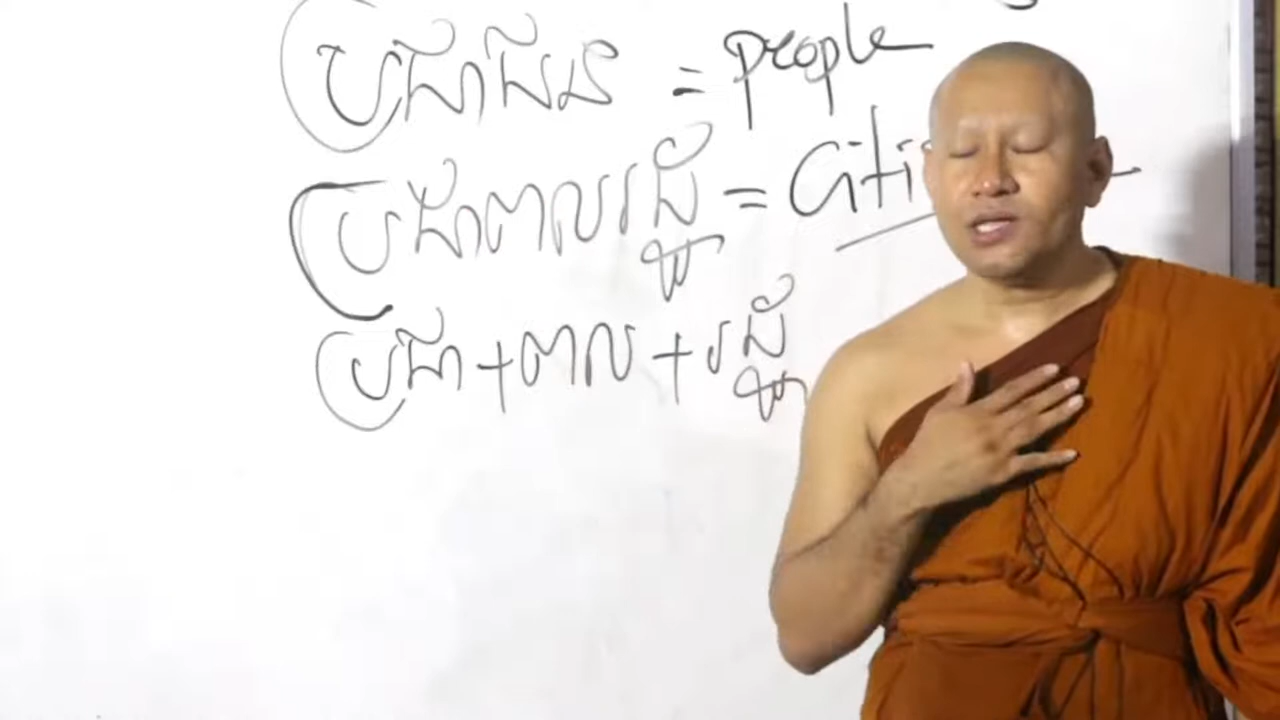 ប្រជាជន = people
ប្រជាពលរដ្ឋ = Citi
ប្រជា + ពល + រដ្ឋ